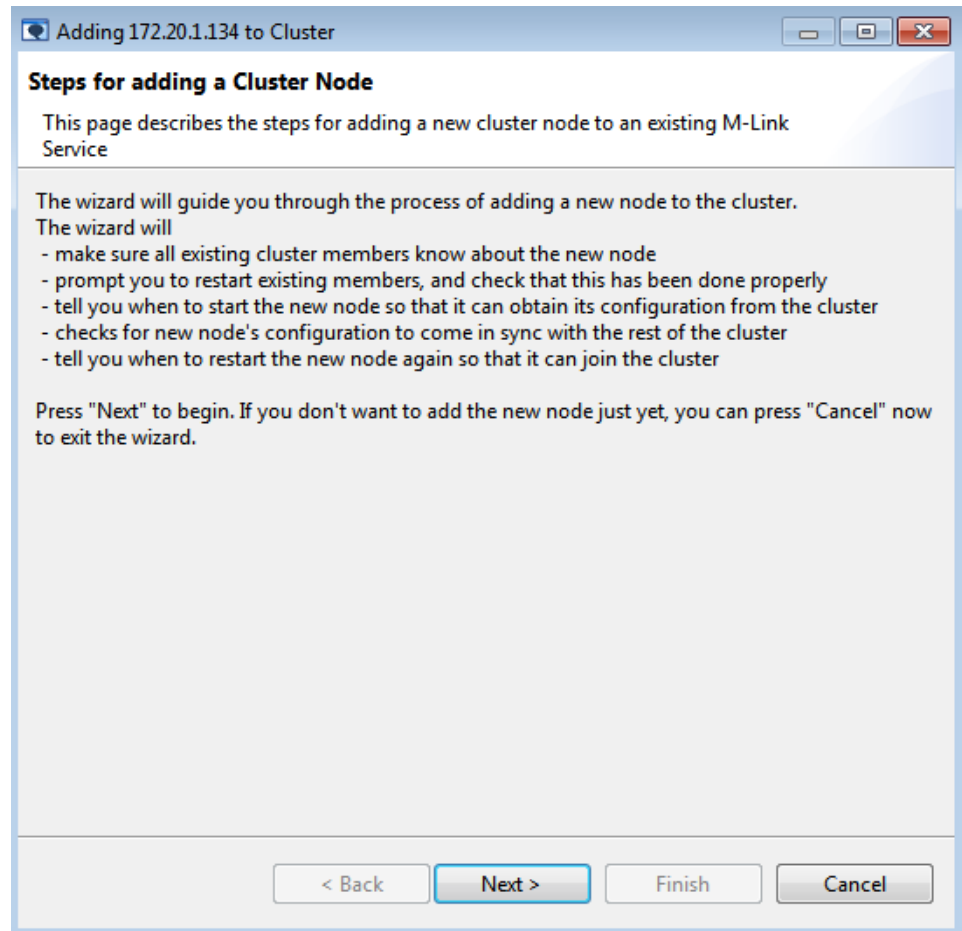 Adding 172.20.1.134 to Cluster
Steps for adding a Cluster Node
This page describes the steps for adding a new cluster node to an existing M-Link
Service
The wizard will guide you through the process of adding a new node to the cluster.
The wizard will
- make sure all existing cluster members know about the new node
- prompt you to restart existing members, and check that this has been done properly
- tell you when to start the new node so that it can obtain its configuration from the cluster
- checks for new node's configuration to come in sync with the rest of the cluster
- tell you when to restart the new node again so that it can join the cluster
Press "Next" to begin. If you don't want to add the new node just yet, you can press "Cancel" now
to exit the wizard.
< Back Next > Finish Cancel